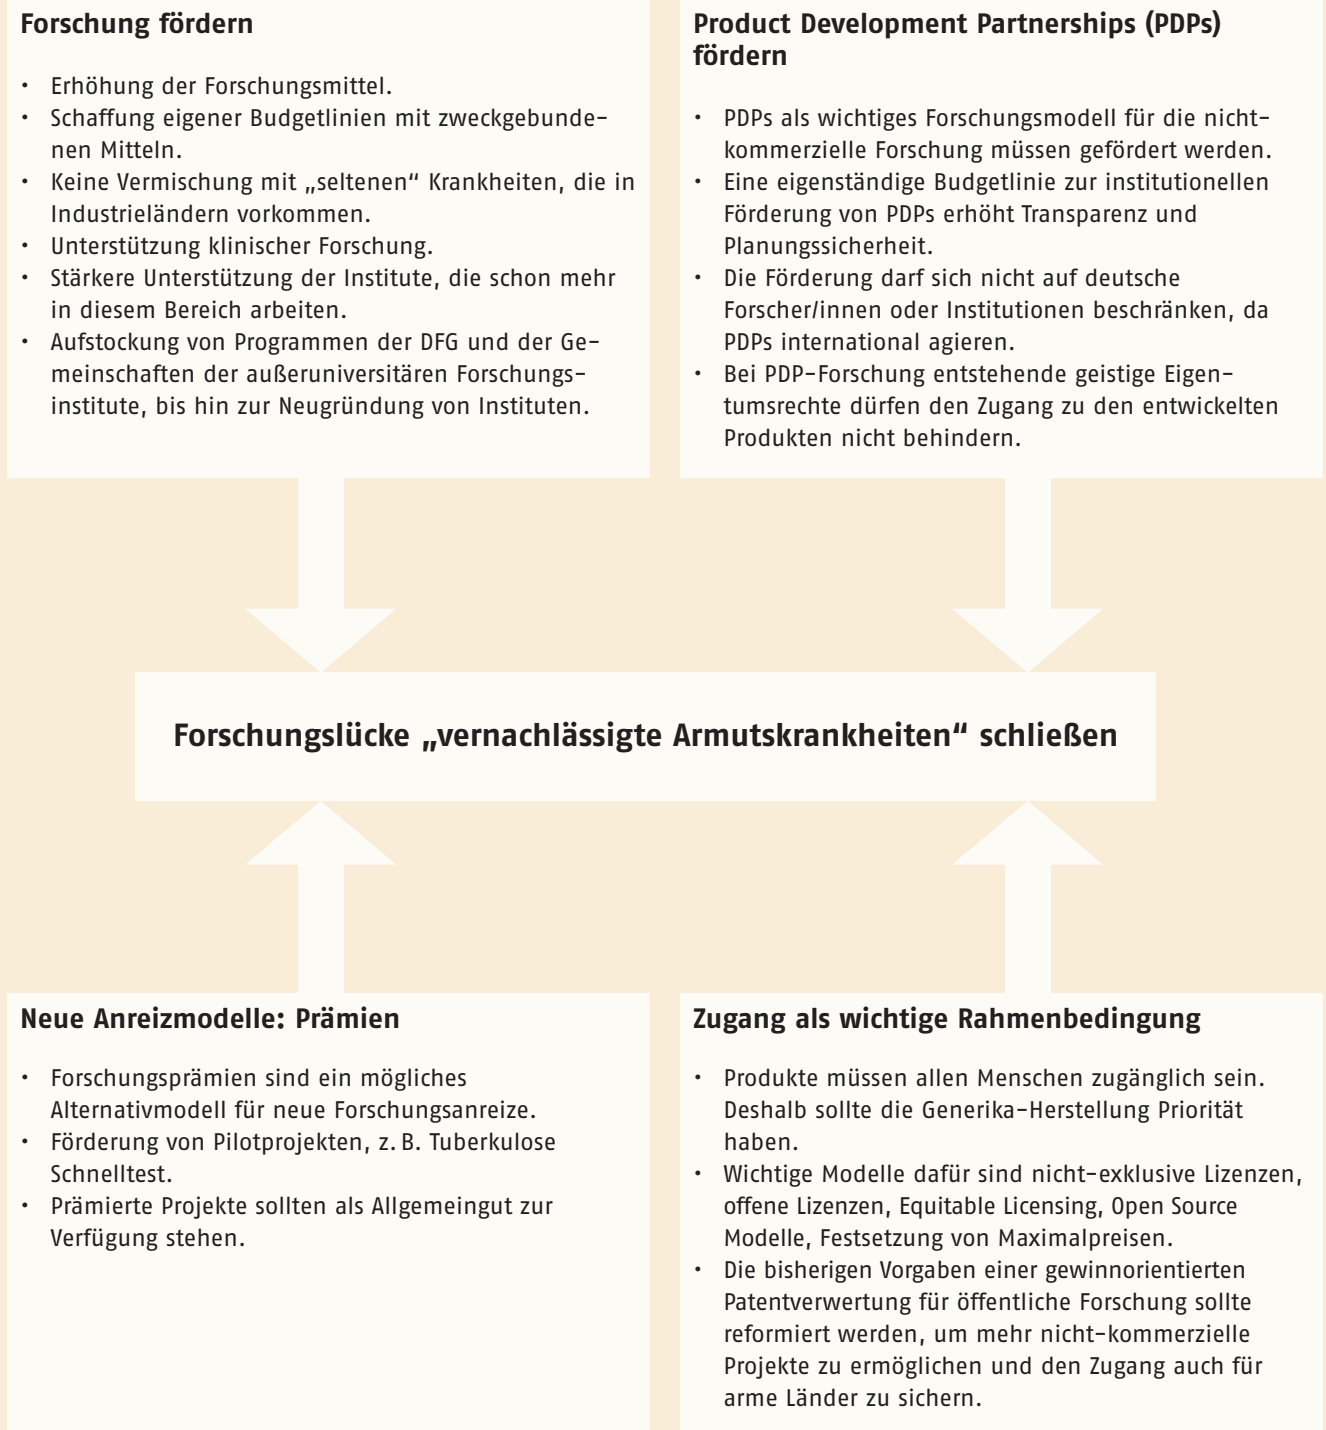 Forschung fördern
• Erhöhung der Forschungsmittel.
• Schaffung eigener Budgetlinien mit zweckgebunde-
nen Mitteln.
• Keine Vermischung mit „seltenen“ Krankheiten, die in
Industrieländern vorkommen.
• Unterstützung klinischer Forschung.
• Stärkere Unterstützung der Institute, die schon mehr
in diesem Bereich arbeiten.
• Aufstockung von Programmen der DFG und der Ge-
meinschaften der außeruniversitären Forschungs-
institute, bis hin zur Neugründung von Instituten.
Product Development Partnerships (PDPs)
fördern
• PDPs als wichtiges Forschungsmodell für die nicht-
kommerzielle Forschung müssen gefördert werden.
• Eine eigenständige Budgetlinie zur institutionellen
Förderung von PDPs erhöht Transparenz und
Planungssicherheit.
• Die Förderung darf sich nicht auf deutsche
Forscher/innen oder Institutionen beschränken, da
PDPs international agieren.
• Bei PDP-Forschung entstehende geistige Eigen-
tumsrechte dürfen den Zugang zu den entwickelten
Produkten nicht behindern.
Forschungslücke „vernachlässigte Armutskrankheiten“ schließen
Neue Anreizmodelle: Prämien
• Forschungsprämien sind ein mögliches
Alternativmodell für neue Forschungsanreize.
• Förderung von Pilotprojekten, z. B. Tuberkulose
Schnelltest.
• Prämierte Projekte sollten als Allgemeingut zur
Verfügung stehen.
Zugang als wichtige Rahmenbedingung
• Produkte müssen allen Menschen zugänglich sein.
Deshalb sollte die Generika-Herstellung Priorität
haben.
• Wichtige Modelle dafür sind nicht-exklusive Lizenzen,
offene Lizenzen, Equitable Licensing, Open Source
Modelle, Festsetzung von Maximalpreisen.
• Die bisherigen Vorgaben einer gewinnorientierten
Patentverwertung für öffentliche Forschung sollte
reformiert werden, um mehr nicht-kommerzielle
Projekte zu ermöglichen und den Zugang auch für
arme Länder zu sichern.